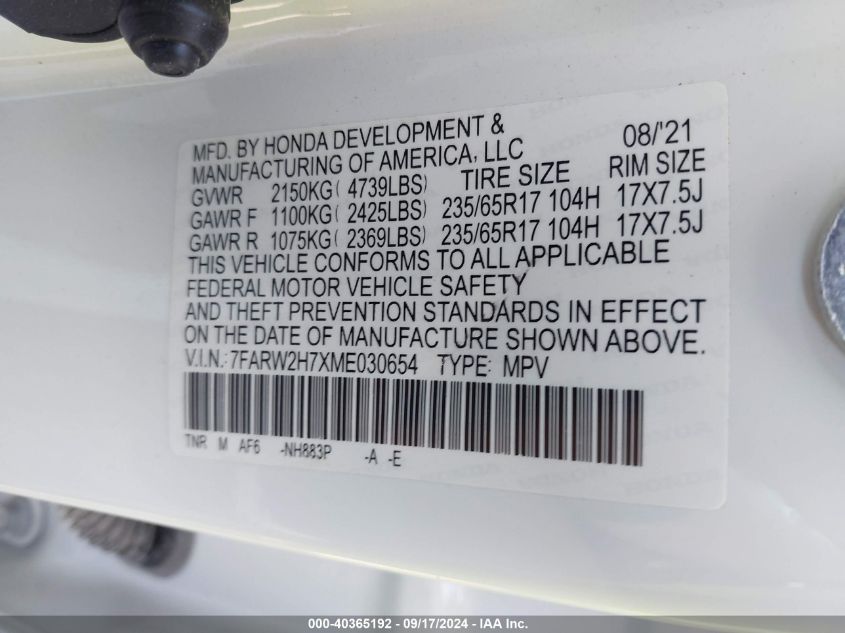 MFD. BY HONDA DEVELOPMENT & 08/'21
MANUFACTURING OF AMERICA, LLC
GVWR 2150KG( 4739LBS) TIRE SIZE RIM SIZE
GAWR F 1100KG( 2425LBS) 235/65R17 104H 17X7.5J
GAWR R 1075KG( 2369LBS) 235/65R17 104H 17X7.5J
THIS VEHICLE CONFORMS TO ALL APPLICABLE
FEDERAL MOTOR VEHICLE SAFETY
AND THEFT PREVENTION STANDARDS IN EFFECT
ON THE DATE OF MANUFACTURE SHOWN ABOVE.
V.I.N.: 7FARW2H7XME030654 TYPE: MPV
TNR M AF6 -NH883P -A -E
000-40365192 - 09/17/2024 - IAA Inc.